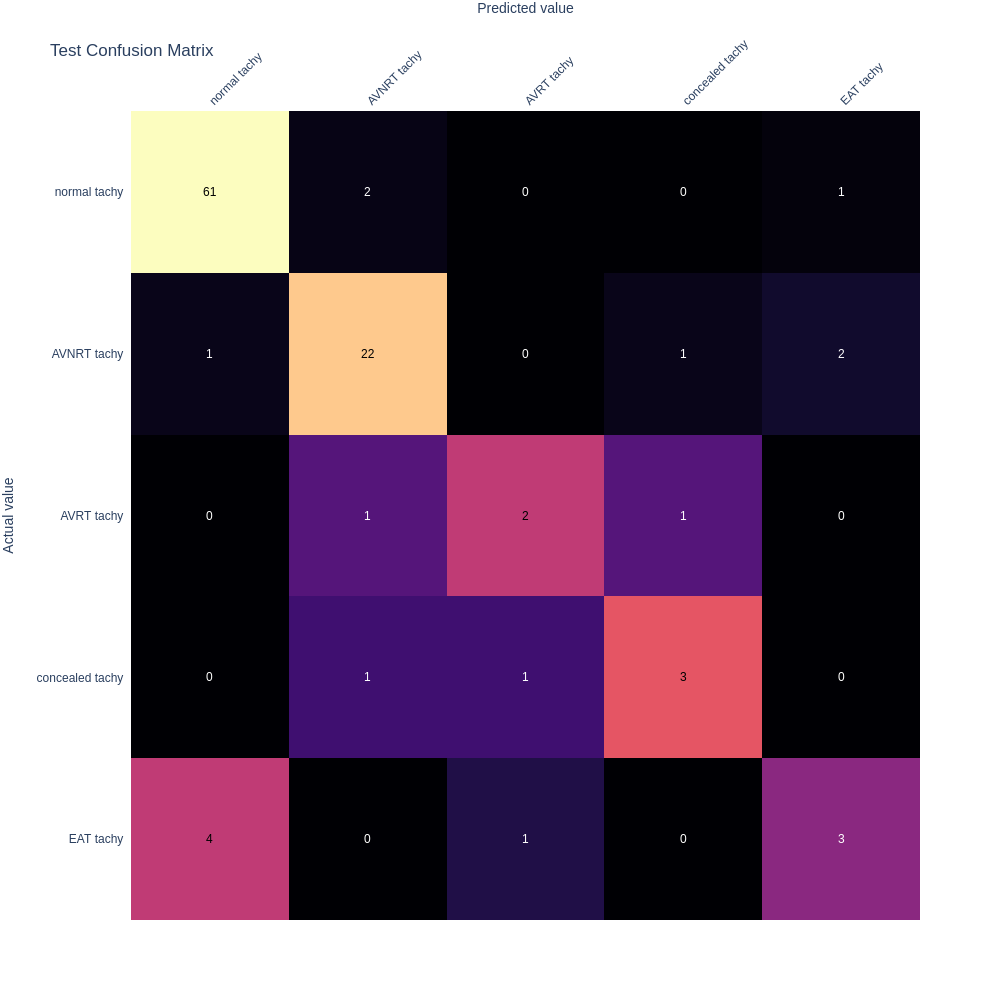 Predicted value
Test Confusion Matrix
normal tachy AVNRT tachy AVRT tachy concealed tachy EAT tachy
normal tachy 61 2 0 0 1
AVNRT tachy 1 22 0 1 2
Actual value
AVRT tachy 0 1 2 1 0
concealed tachy 0 1 1 3 0
EAT tachy 4 0 1 0 3